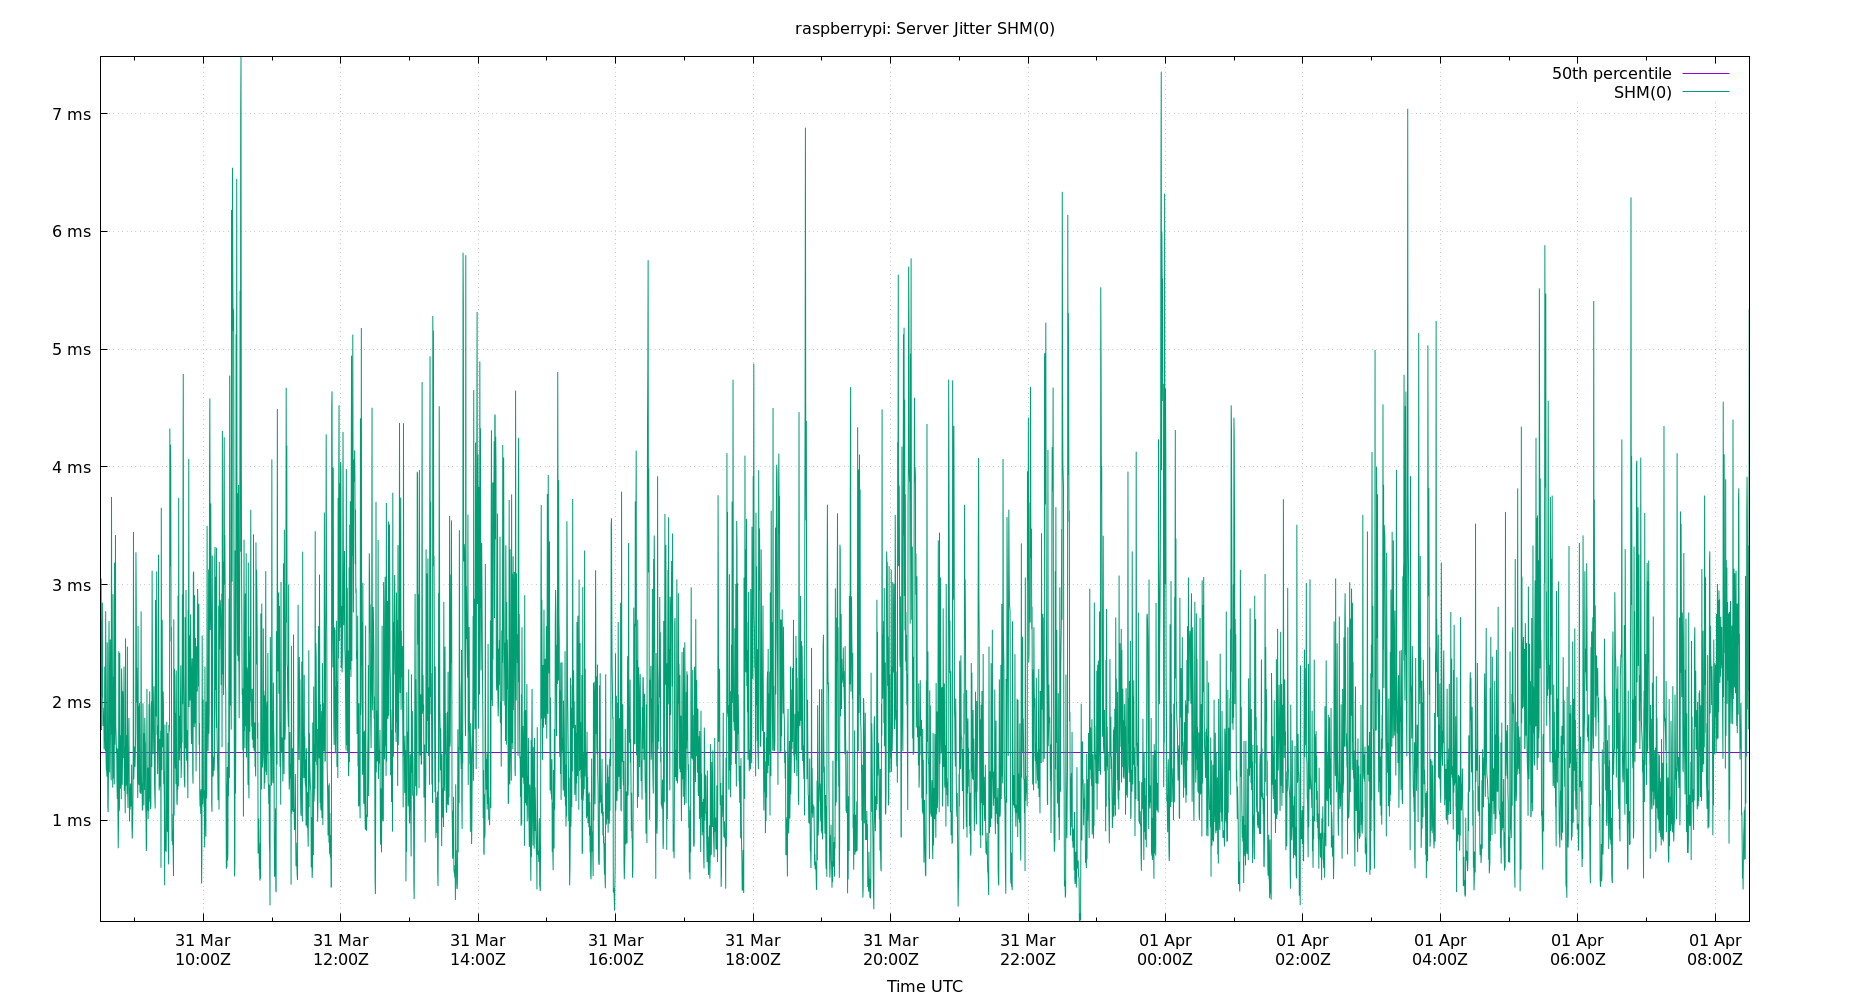 raspberrypi: Server Jitter SHM(0)
50th percentile
SHM(0)
7 ms
6 ms
5 ms
4 ms
3 ms
2 ms
1 ms
31 Mar 31 Mar 31 Mar 31 Mar 31 Mar 31 Mar 31 Mar 01 Apr 01 Apr 01 Apr 01 Apr 01 Apr
10:00Z 12:00Z 14:00Z 16:00Z 18:00Z 20:00Z 22:00Z 00:00Z 02:00Z 04:00Z 06:00Z 08:00Z
Time UTC